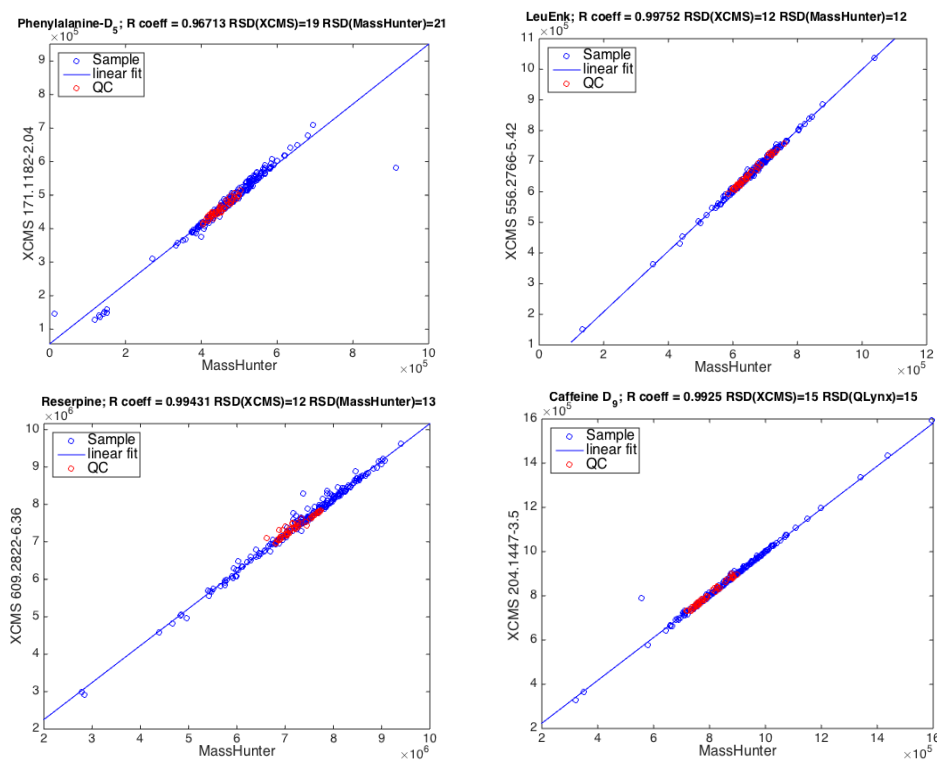 Phenylalanine-D5; R coeff = 0.96713 RSD(XCMS)=19 RSD(MassHunter)=21
×10^5
9
8
7
6
5
4
3
2
1
Sample
linear fit
QC
XCMS 171.1182-2.04
0 2 4 6 8 10
MassHunter
×10^5
LeuEnk; R coeff = 0.99752 RSD(XCMS)=12 RSD(MassHunter)=12
×10^5
11
10
9
8
7
6
5
4
3
2
1
Sample
linear fit
QC
XCMS 556.2786-5.42
0 2 4 6 8 10 12
MassHunter
×10^5
Reserpine; R coeff = 0.99431 RSD(XCMS)=12 RSD(MassHunter)=13
×10^6
10
9
8
7
6
5
4
3
2
Sample
linear fit
QC
XCMS 609.2822-6.36
2 3 4 5 6 7 8 9 10
MassHunter
×10^6
Caffeine D9; R coeff = 0.9925 RSD(XCMS)=15 RSD(QLynx)=15
×10^5
16
14
12
10
8
6
4
2
Sample
linear fit
QC
XCMS 204.1447-3.5
2 4 6 8 10 12 14 16
MassHunter
×10^5